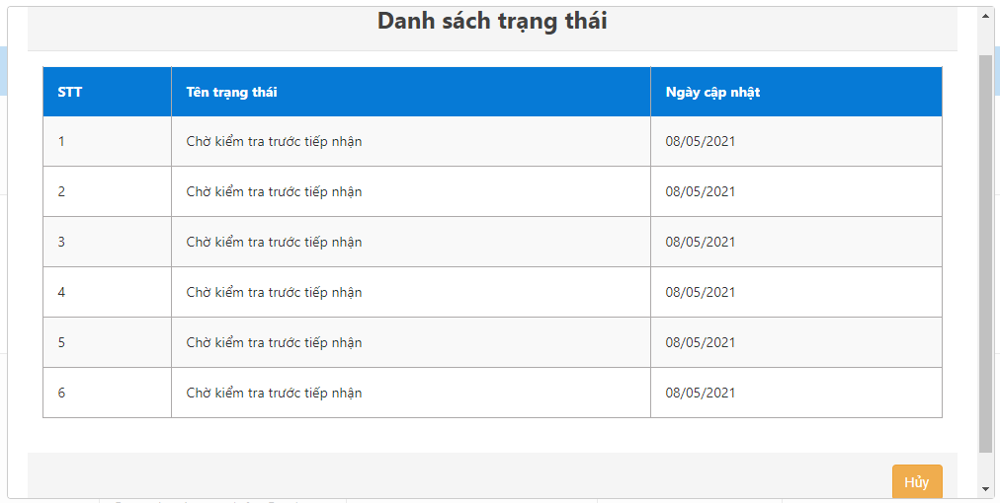 Danh sách trạng thái
STT Tên trạng thái Ngày cập nhật
1 Chờ kiểm tra trước tiếp nhận 08/05/2021
2 Chờ kiểm tra trước tiếp nhận 08/05/2021
3 Chờ kiểm tra trước tiếp nhận 08/05/2021
4 Chờ kiểm tra trước tiếp nhận 08/05/2021
5 Chờ kiểm tra trước tiếp nhận 08/05/2021
6 Chờ kiểm tra trước tiếp nhận 08/05/2021
Hủy